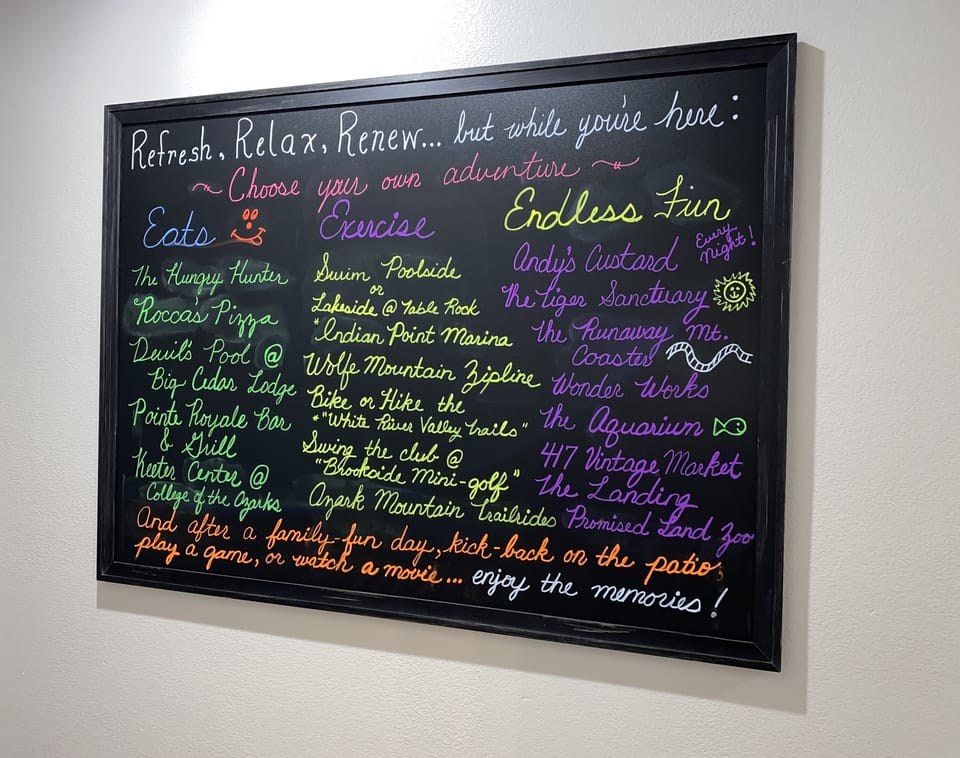 Refresh, Relax, Renew... but while you're here:
~ Choose your own adventure ~
Eats
The Hungry Hunter
Rocca's Pizza
Devil's Pool @
Big Cedar Lodge
Pointe Royale Bar
& Grill
Keeter Center @
College of the Ozarks
Exercise
Swim Poolside
or
Lakeside @ Table Rock
*Indian Point Marina
Wolfe Mountain Zipline
Bike or Hike the
*"White River Valley Trails"
Swing the club @
"Brookside Mini-golf"
Ozark Mountain Trailrides
Endless Fun
Andy's Custard Every Night!
The Tiger Sanctuary
The Runaway Mt.
Coaster
Wonder Works
The Aquarium
417 Vintage Market
The Landing
Promised Land Zoo
And after a family-fun day, kick-back on the patio,
play a game, or watch a movie... enjoy the memories!